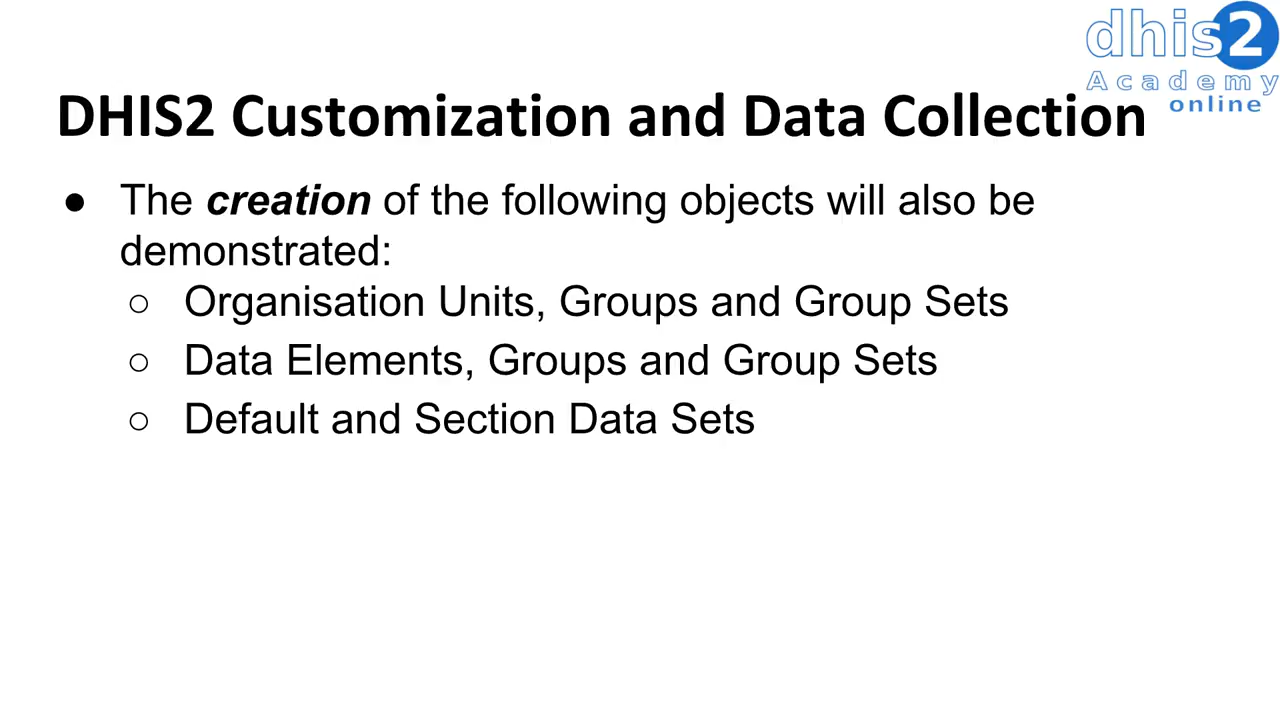 dhis2
Academy
online
DHIS2 Customization and Data Collection
● The creation of the following objects will also be
demonstrated:
○ Organisation Units, Groups and Group Sets
○ Data Elements, Groups and Group Sets
○ Default and Section Data Sets